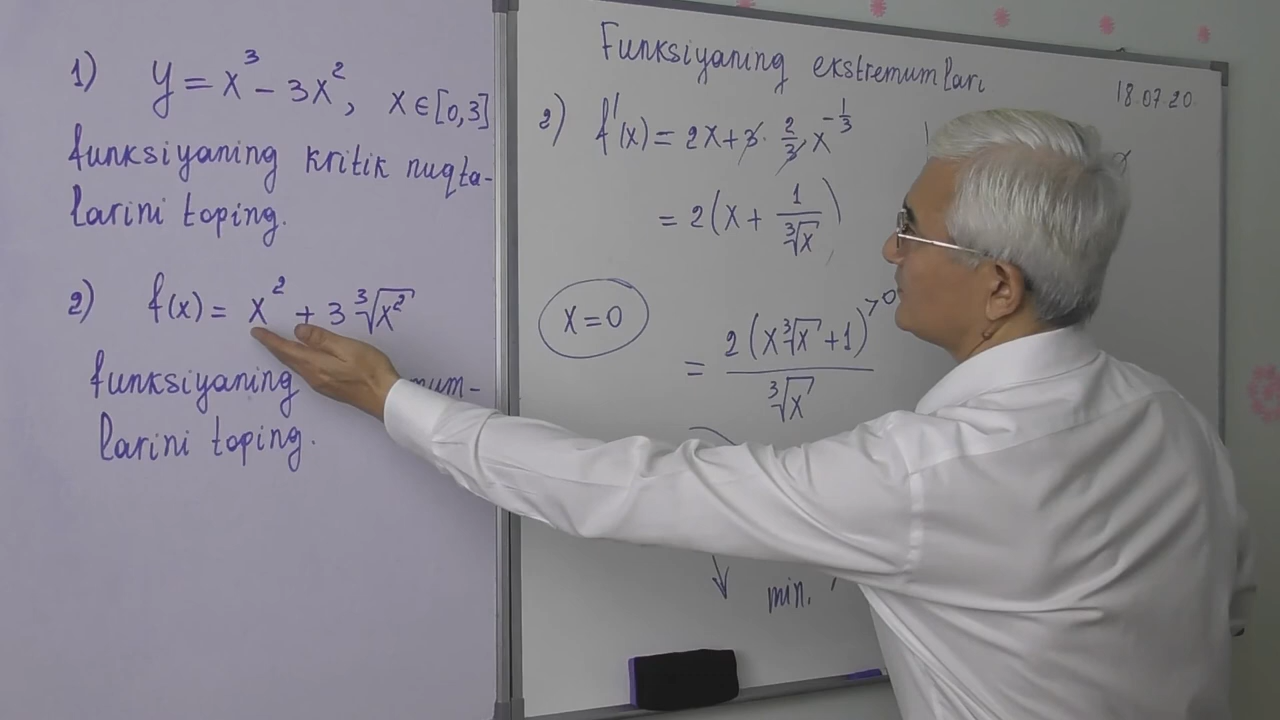 1) y = x³ − 3x², x ∈ [0,3]
funksiyaning kritik nuqta-
larini toping.
2) f(x) = x² + 3∛x²
funksiyaning
larini toping.
Funksiyaning ekstremumlari
18.07.20
2) f'(x) = 2x + 3 · 2/3 x^(-1/3)
= 2(x + 1/∛x)
x = 0
= 2(x∛x + 1)/∛x
> 0
min.